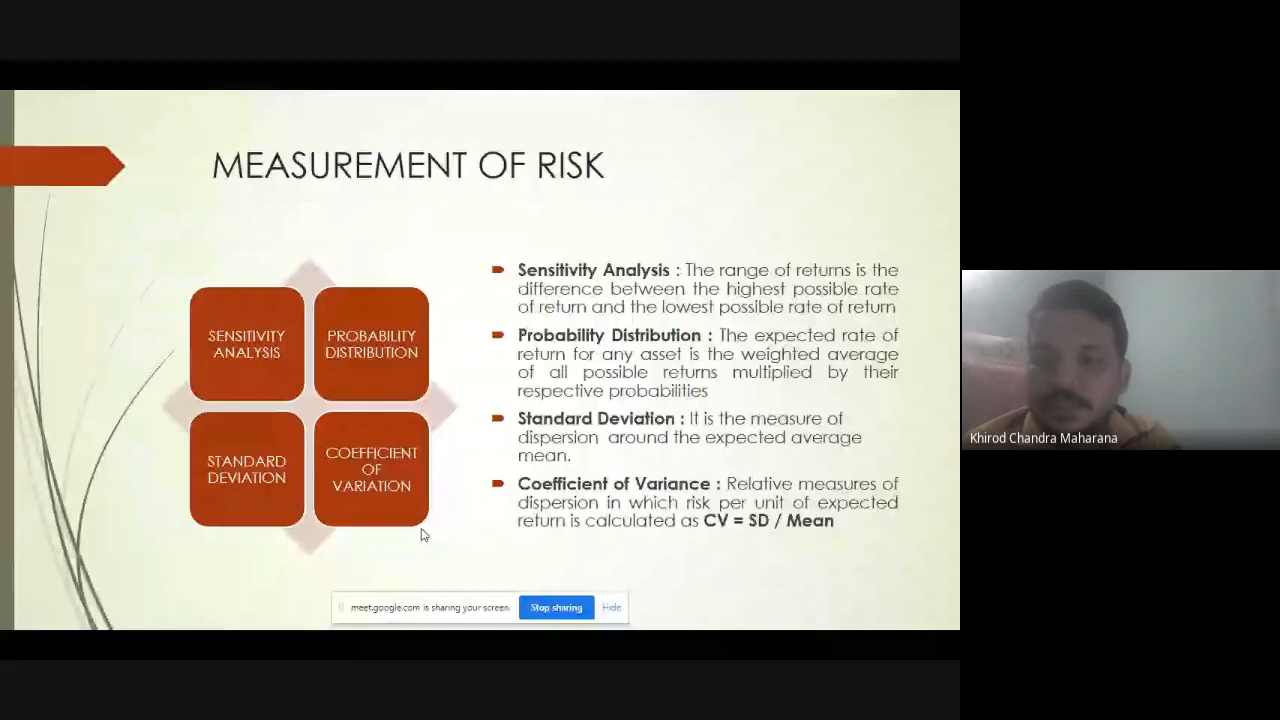 MEASUREMENT OF RISK
SENSITIVITY
ANALYSIS
PROBABILITY
DISTRIBUTION
STANDARD
DEVIATION
COEFFICIENT
OF
VARIATION
Sensitivity Analysis : The range of returns is the
difference between the highest possible rate
of return and the lowest possible rate of return
Probability Distribution : The expected rate of
return for any asset is the weighted average
of all possible returns multiplied by their
respective probabilities
Standard Deviation : It is the measure of
dispersion around the expected average
mean.
Coefficient of Variance : Relative measures of
dispersion in which risk per unit of expected
return is calculated as CV = SD / Mean
meet.google.com is sharing your screen. Stop sharing Hide
Khirod Chandra Maharana